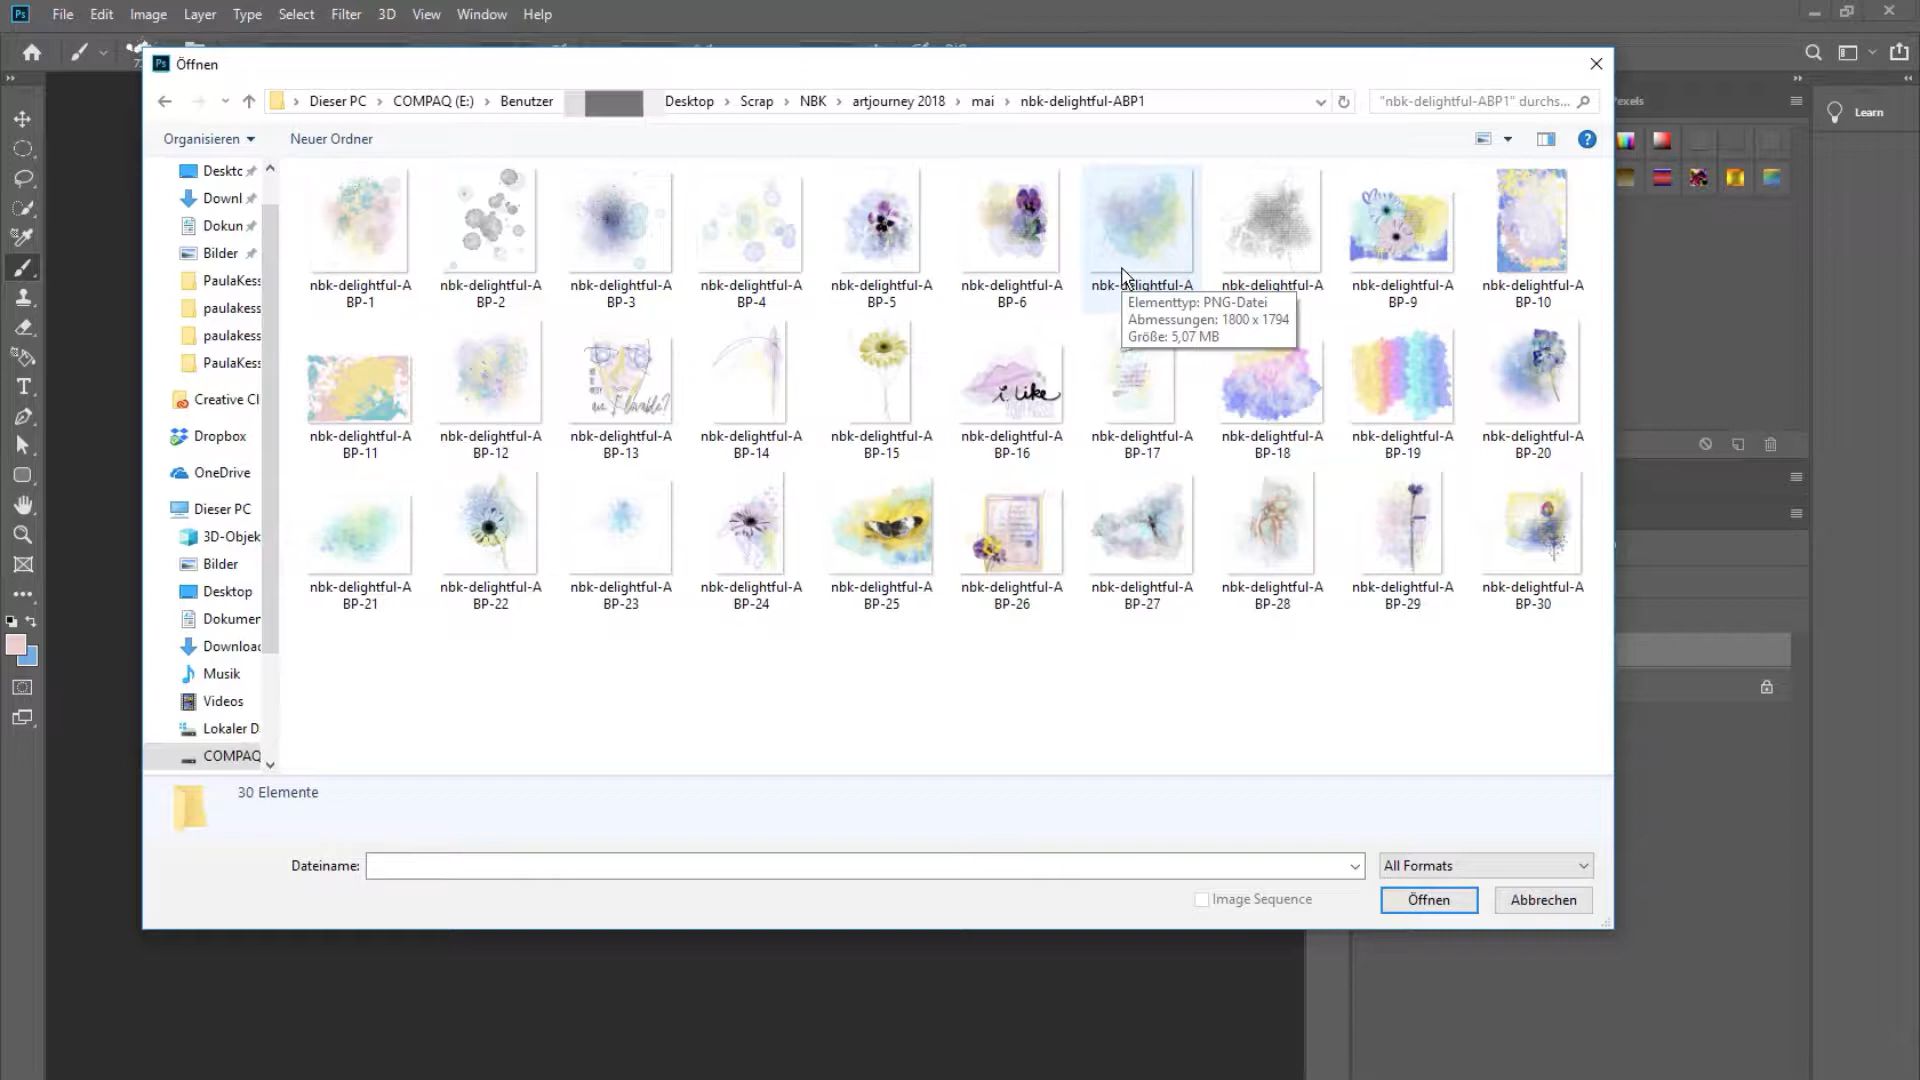 Ps File Edit Image Layer Type Select Filter 3D View Window Help
Ps Öffnen
Dieser PC COMPAQ (E:) Benutzer Desktop Scrap NBK artjourney 2018 mai nbk-delightful-ABP1 "nbk-delightful-ABP1" durchs...
Learn
Organisieren Neuer Ordner
Desktc
Downl
Dokun
Bilder
PaulaKess
paulakess
paulakess
PaulaKess
Creative Cl
Dropbox
OneDrive
Dieser PC
3D-Objek
Bilder
Desktop
Dokumer
Downloac
Musik
Videos
Lokaler D
COMPAQ
nbk-delightful-A
BP-1
nbk-delightful-A
BP-2
nbk-delightful-A
BP-3
nbk-delightful-A
BP-4
nbk-delightful-A
BP-5
nbk-delightful-A
BP-6
nbk-delightful-A
nbk-delightful-A
nbk-delightful-A
BP-9
nbk-delightful-A
BP-10
Elementtyp: PNG-Datei
Abmessungen: 1800 x 1794
Größe: 5,07 MB
nbk-delightful-A
BP-11
nbk-delightful-A
BP-12
nbk-delightful-A
BP-13
nbk-delightful-A
BP-14
nbk-delightful-A
BP-15
i like
nbk-delightful-A
BP-16
nbk-delightful-A
BP-17
nbk-delightful-A
BP-18
nbk-delightful-A
BP-19
nbk-delightful-A
BP-20
nbk-delightful-A
BP-21
nbk-delightful-A
BP-22
nbk-delightful-A
BP-23
nbk-delightful-A
BP-24
nbk-delightful-A
BP-25
nbk-delightful-A
BP-26
nbk-delightful-A
BP-27
nbk-delightful-A
BP-28
nbk-delightful-A
BP-29
nbk-delightful-A
BP-30
30 Elemente
Dateiname: All Formats
Image Sequence Öffnen Abbrechen